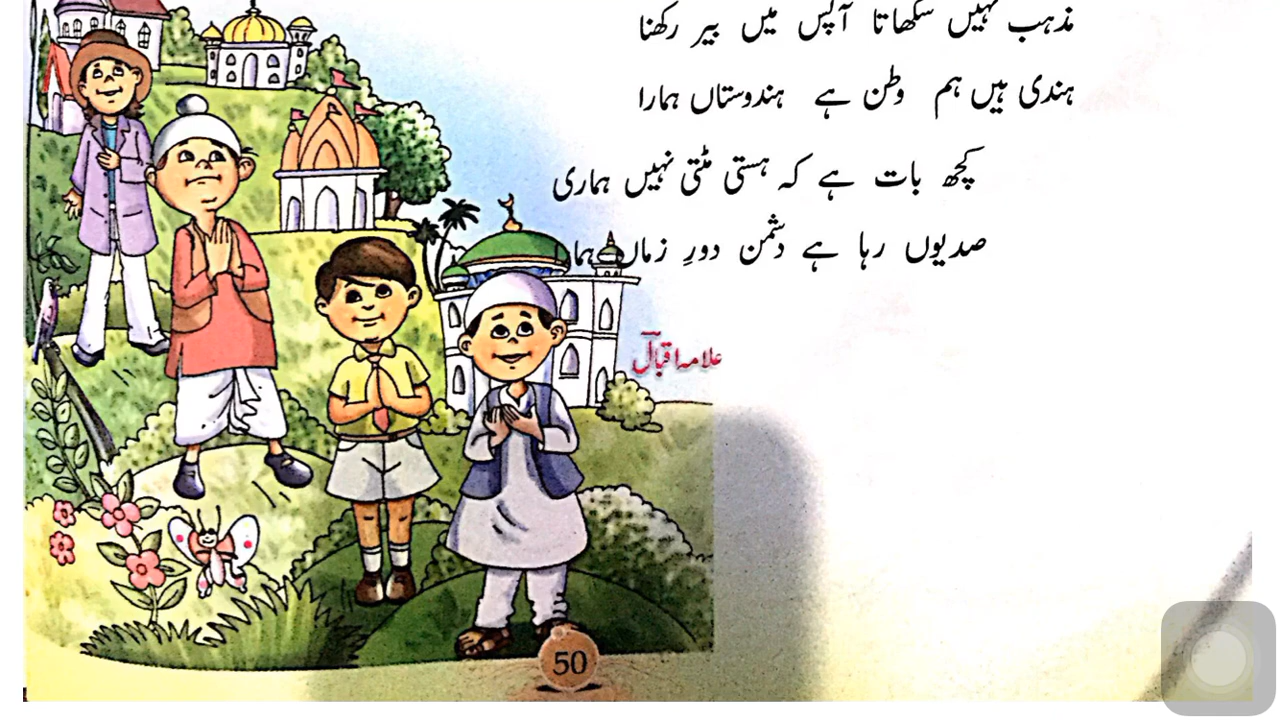 مذہب نہیں سکھاتا آپس میں بیر رکھنا
ہندی ہیں ہم وطن ہے ہندوستاں ہمارا
کچھ بات ہے کہ ہستی مٹتی نہیں ہماری
صدیوں رہا ہے دشمن دورِ زماں
علامہ اقبالؔ
50